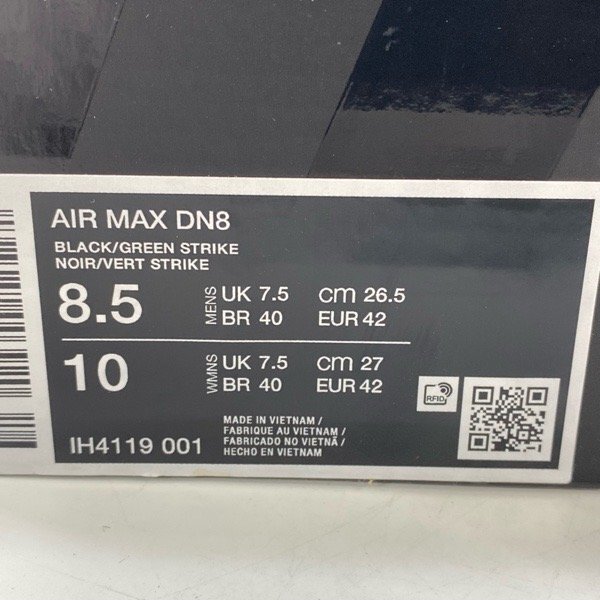 AIR MAX DN8
BLACK/GREEN STRIKE
NOIR/VERT STRIKE
8.5 MENS UK 7.5 cm 26.5
BR 40 EUR 42
10 WMNS UK 7.5 cm 27
BR 40 EUR 42
RFID
MADE IN VIETNAM /
FABRIQUE AU VIETNAM /
FABRICADO NO VIETNÃ /
HECHO EN VIETNAM
IH4119 001